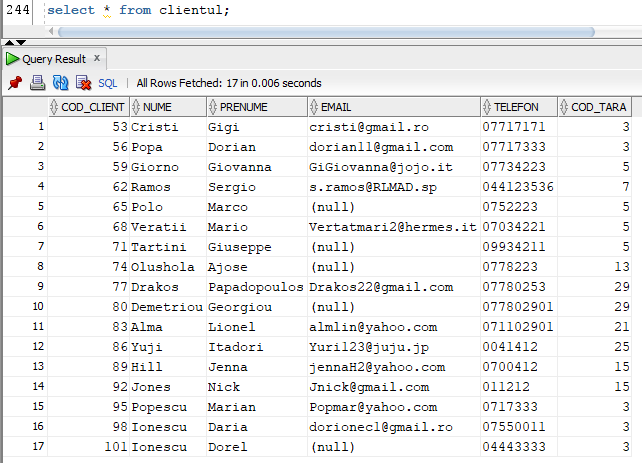 244 select * from clientul;
Query Result x
SQL | All Rows Fetched: 17 in 0.006 seconds
COD_CLIENT NUME PRENUME EMAIL TELEFON COD_TARA
1 53 Cristi Gigi cristi@gmail.ro 07717171 3
2 56 Popa Dorian dorian11@gmail.com 07717333 3
3 59 Giorno Giovanna GiGiovanna@jojo.it 07734223 5
4 62 Ramos Sergio s.ramos@RLMAD.sp 044123536 7
5 65 Polo Marco (null) 0752223 5
6 68 Veratii Mario Vertatmari2@hermes.it 07034221 5
7 71 Tartini Giuseppe (null) 09934211 5
8 74 Olushola Ajose (null) 0778223 13
9 77 Drakos Papadopoulos Drakos22@gmail.com 07780253 29
10 80 Demetriou Georgiou (null) 077802901 29
11 83 Alma Lionel almlin@yahoo.com 071102901 21
12 86 Yuji Itadori Yuri123@juju.jp 0041412 25
13 89 Hill Jenna jennaH2@yahoo.com 0700412 15
14 92 Jones Nick Jnick@gmail.com 011212 15
15 95 Popescu Marian Popmar@yahoo.com 0717333 3
16 98 Ionescu Daria dorionec1@gmail.ro 07550011 3
17 101 Ionescu Dorel (null) 04443333 3